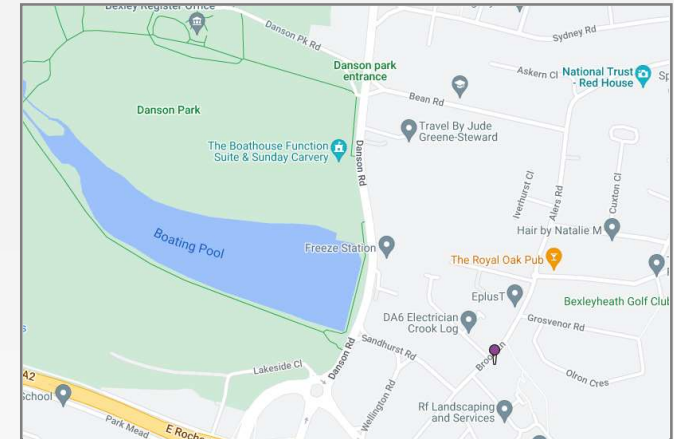 Bexley Register Office
Danson Pk Rd
Sydney Rd
Danson park
entrance
Askern Cl
National Trust
- Red House
Sp
Danson Park
Bean Rd
Travel By Jude
Greene-Steward
The Boathouse Function
Suite & Sunday Carvery
Danson Rd
Iverhurst Cl
Alers Rd
Cuxton Cl
Boating Pool
Hair by Natalie M
Freeze Station
The Royal Oak Pub
EplusT
Bexleyheath Golf Clu
DA6 Electrician
Crook Log
Grosvenor Rd
Sandhurst Rd
Danson Rd
Lakeside Cl
Olron Cres
A2
School
Wellington Rd
Rf Landscaping
and Services
Park Mead
E Roche